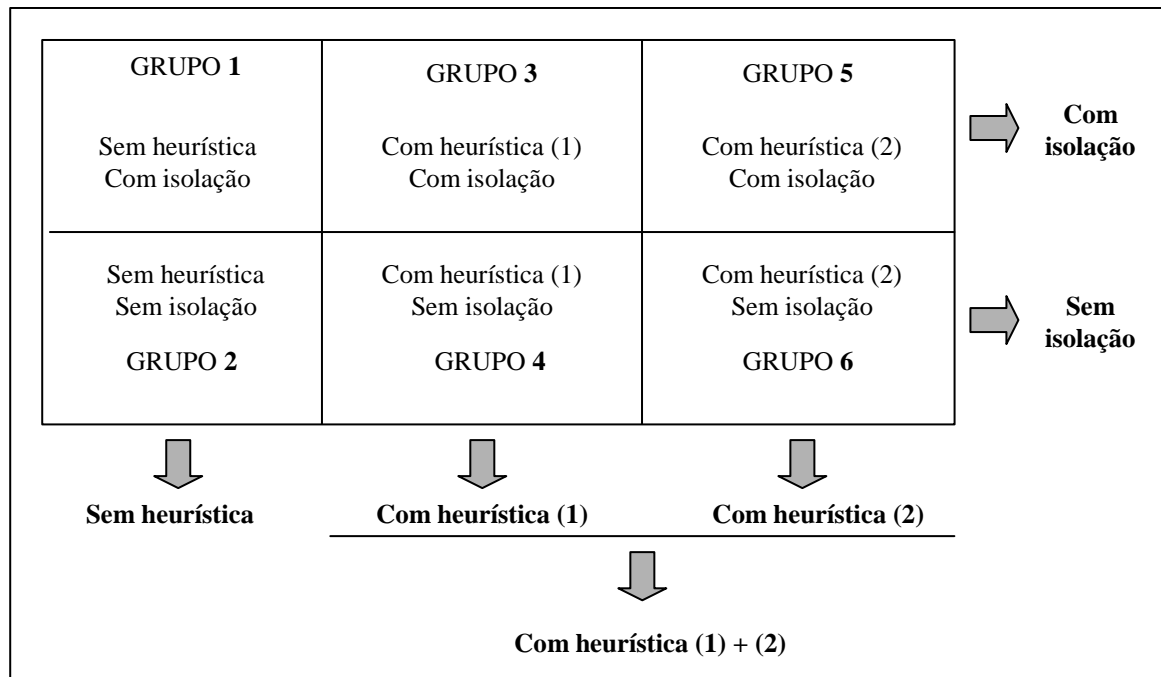 GRUPO 1
Sem heurística
Com isolação
GRUPO 3
Com heurística (1)
Com isolação
GRUPO 5
Com heurística (2)
Com isolação
Com
isolação
Sem heurística
Sem isolação
GRUPO 2
Com heurística (1)
Sem isolação
GRUPO 4
Com heurística (2)
Sem isolação
GRUPO 6
Sem
isolação
Sem heurística
Com heurística (1)
Com heurística (2)
Com heurística (1) + (2)